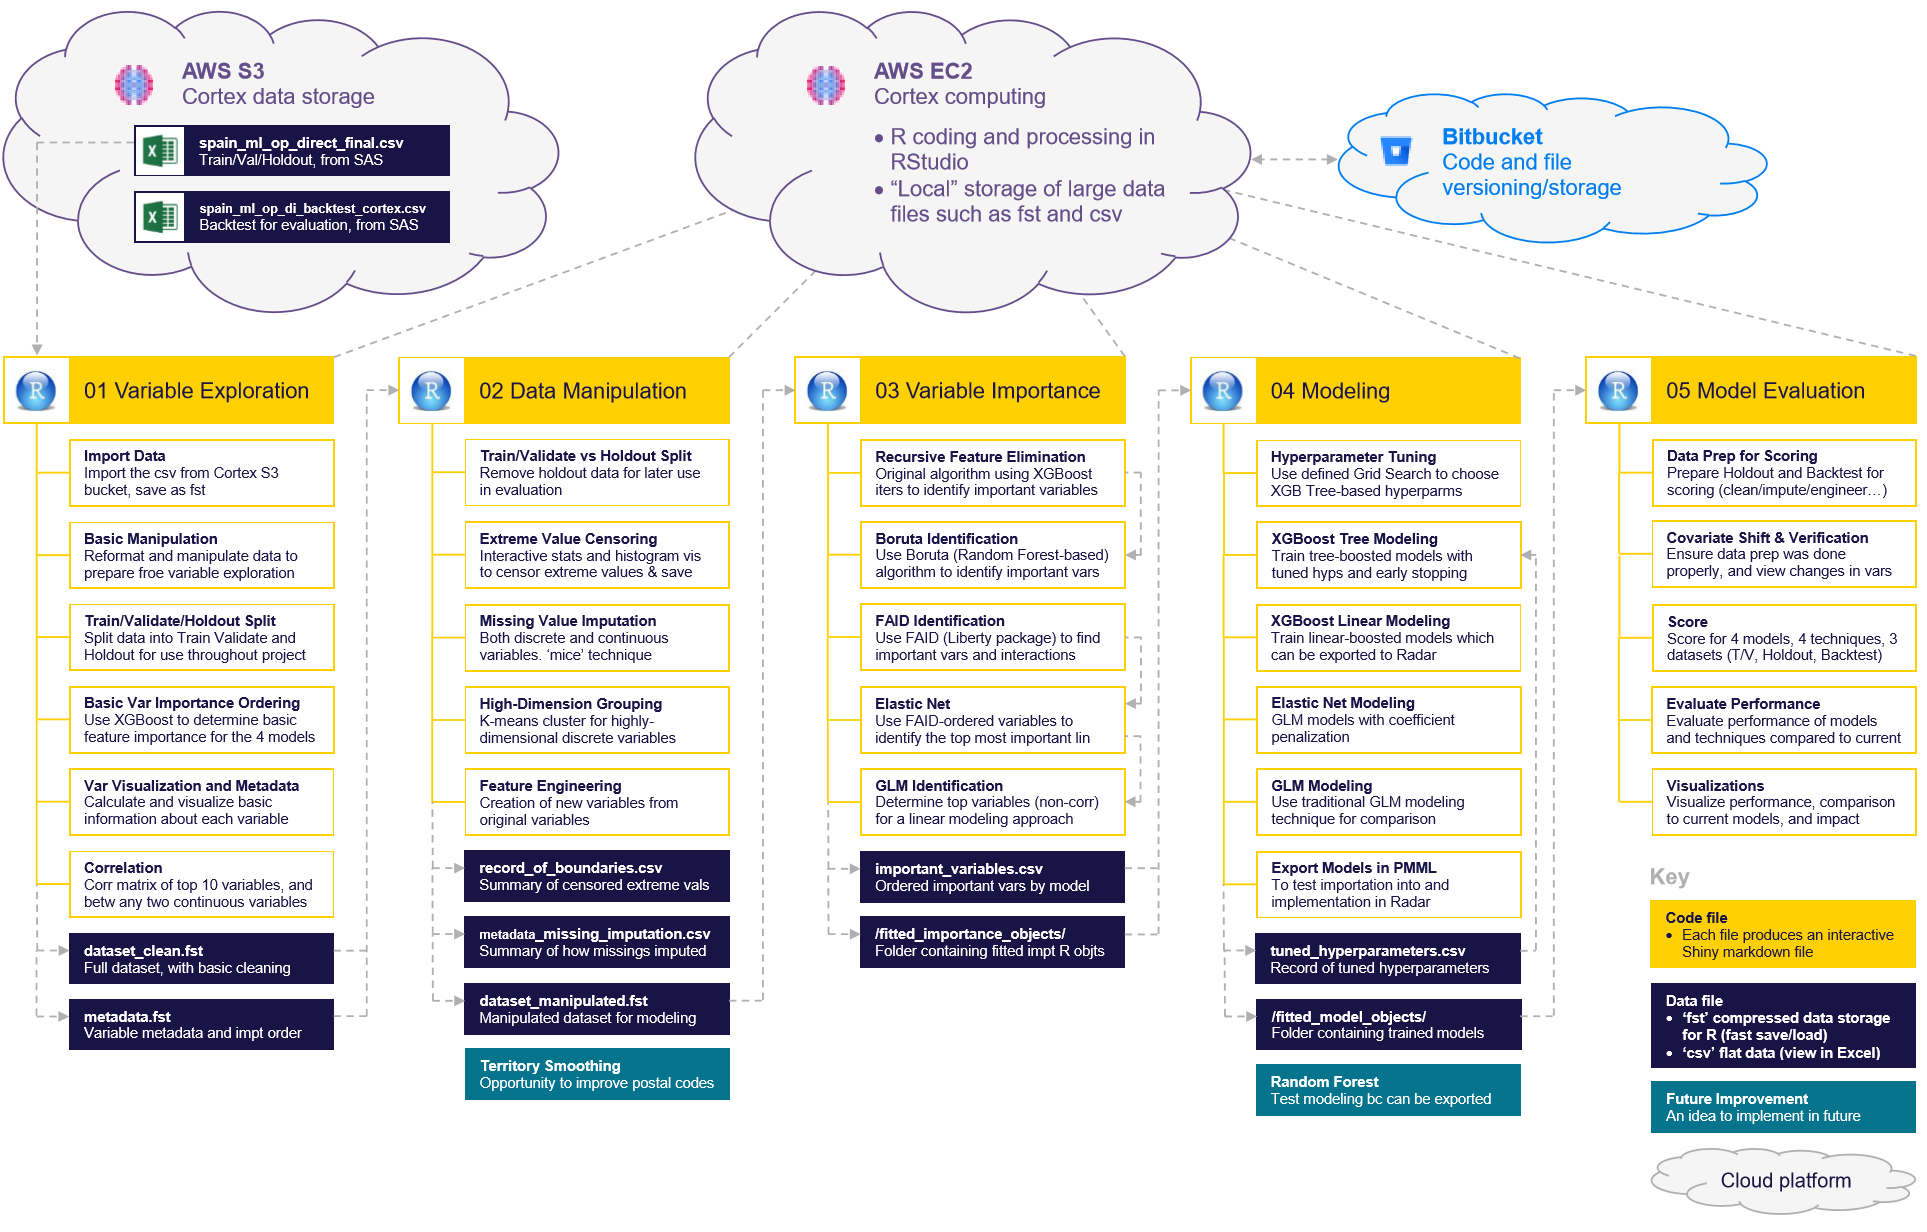 AWS S3
Cortex data storage
spain_ml_op_direct_final.csv
Train/Val/Holdout, from SAS
spain_ml_op_di_backtest_cortex.csv
Backtest for evaluation, from SAS
AWS EC2
Cortex computing
• R coding and processing in
RStudio
• “Local” storage of large data
files such as fst and csv
Bitbucket
Code and file
versioning/storage
R
01 Variable Exploration
Import Data
Import the csv from Cortex S3
bucket, save as fst
Basic Manipulation
Reformat and manipulate data to
prepare froe variable exploration
Train/Validate/Holdout Split
Split data into Train Validate and
Holdout for use throughout project
Basic Var Importance Ordering
Use XGBoost to determine basic
feature importance for the 4 models
Var Visualization and Metadata
Calculate and visualize basic
information about each variable
Correlation
Corr matrix of top 10 variables, and
betw any two continuous variables
dataset_clean.fst
Full dataset, with basic cleaning
metadata.fst
Variable metadata and impt order
R
02 Data Manipulation
Train/Validate vs Holdout Split
Remove holdout data for later use
in evaluation
Extreme Value Censoring
Interactive stats and histogram vis
to censor extreme values & save
Missing Value Imputation
Both discrete and continuous
variables. ‘mice’ technique
High-Dimension Grouping
K-means cluster for highly-
dimensional discrete variables
Feature Engineering
Creation of new variables from
original variables
record_of_boundaries.csv
Summary of censored extreme vals
metadata_missing_imputation.csv
Summary of how missings imputed
dataset_manipulated.fst
Manipulated dataset for modeling
Territory Smoothing
Opportunity to improve postal codes
R
03 Variable Importance
Recursive Feature Elimination
Original algorithm using XGBoost
iters to identify important variables
Boruta Identification
Use Boruta (Random Forest-based)
algorithm to identify important vars
FAID Identification
Use FAID (Liberty package) to find
important vars and interactions
Elastic Net
Use FAID-ordered variables to
identify the top most important lin
GLM Identification
Determine top variables (non-corr)
for a linear modeling approach
important_variables.csv
Ordered important vars by model
/fitted_importance_objects/
Folder containing fitted impt R objts
R
04 Modeling
Hyperparameter Tuning
Use defined Grid Search to choose
XGB Tree-based hyperparms
XGBoost Tree Modeling
Train tree-boosted models with
tuned hyps and early stopping
XGBoost Linear Modeling
Train linear-boosted models which
can be exported to Radar
Elastic Net Modeling
GLM models with coefficient
penalization
GLM Modeling
Use traditional GLM modeling
technique for comparison
Export Models in PMML
To test importation into and
implementation in Radar
tuned_hyperparameters.csv
Record of tuned hyperparameters
/fitted_model_objects/
Folder containing trained models
Random Forest
Test modeling bc can be exported
R
05 Model Evaluation
Data Prep for Scoring
Prepare Holdout and Backtest for
scoring (clean/impute/engineer…)
Covariate Shift & Verification
Ensure data prep was done
properly, and view changes in vars
Score
Score for 4 models, 4 techniques, 3
datasets (T/V, Holdout, Backtest)
Evaluate Performance
Evaluate performance of models
and techniques compared to current
Visualizations
Visualize performance, comparison
to current models, and impact
Key
Code file
• Each file produces an interactive
Shiny markdown file
Data file
• ‘fst’ compressed data storage
for R (fast save/load)
• ‘csv’ flat data (view in Excel)
Future Improvement
An idea to implement in future
Cloud platform